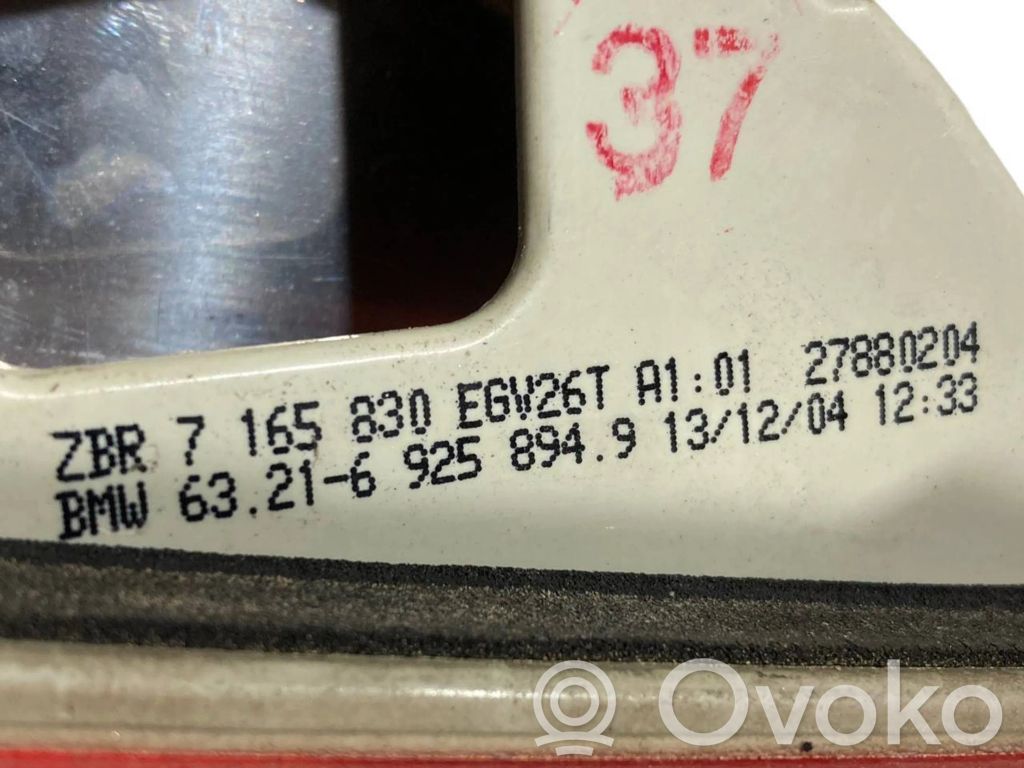 37
ZBR 7 165 830 EGW26T A1:01 27880204
BMW 63.21-6 925 894.9 13/12/04 12:33
Ovoko